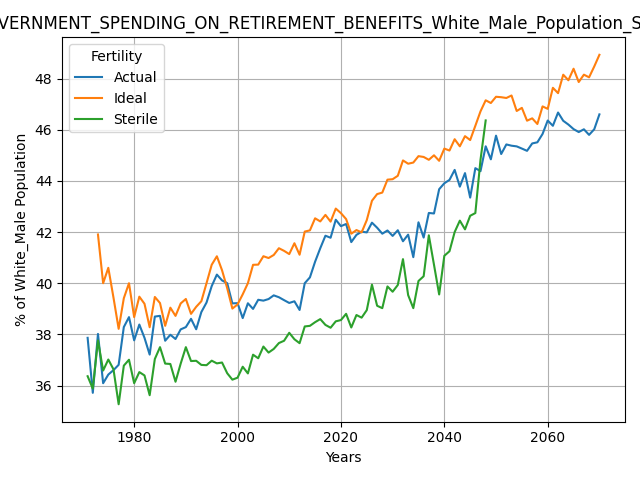 VERNMENT_SPENDING_ON_RETIREMENT_BENEFITS_White_Male_Population_S
Fertility
Actual
Ideal
Sterile
48
46
44
42
40
38
36
% of White_Male Population
1980 2000 2020 2040 2060
Years